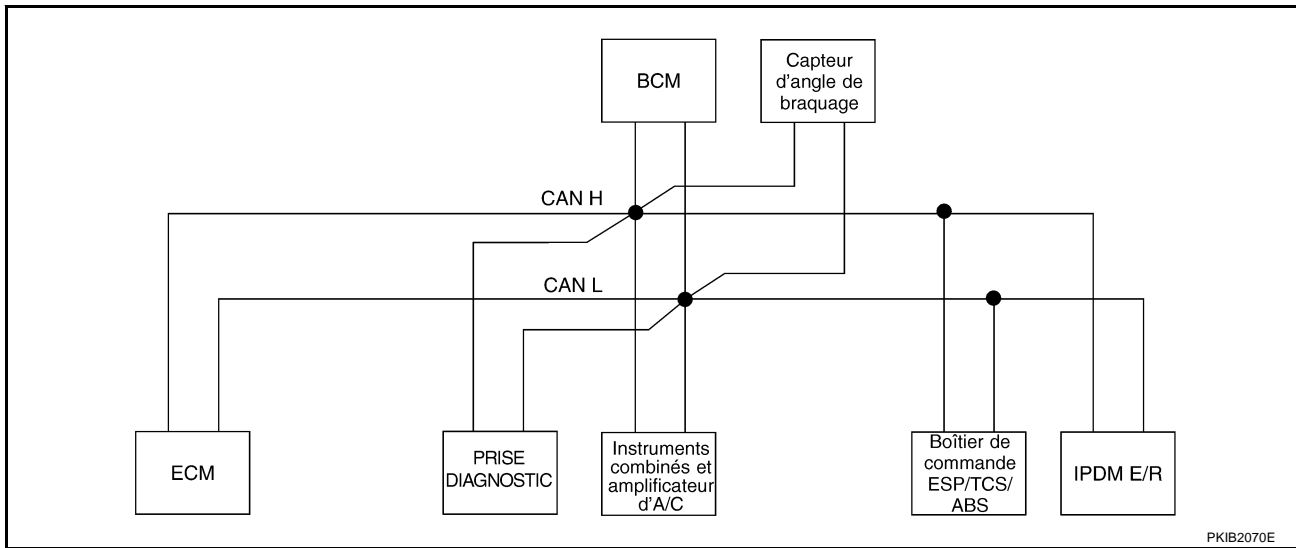 BCM
Capteur
d'angle de
braquage
CAN H
CAN L
ECM
PRISE
DIAGNOSTIC
Instruments
combinés et
amplificateur
d'A/C
Boîtier de
commande
ESP/TCS/
ABS
IPDM E/R
PKIB2070E